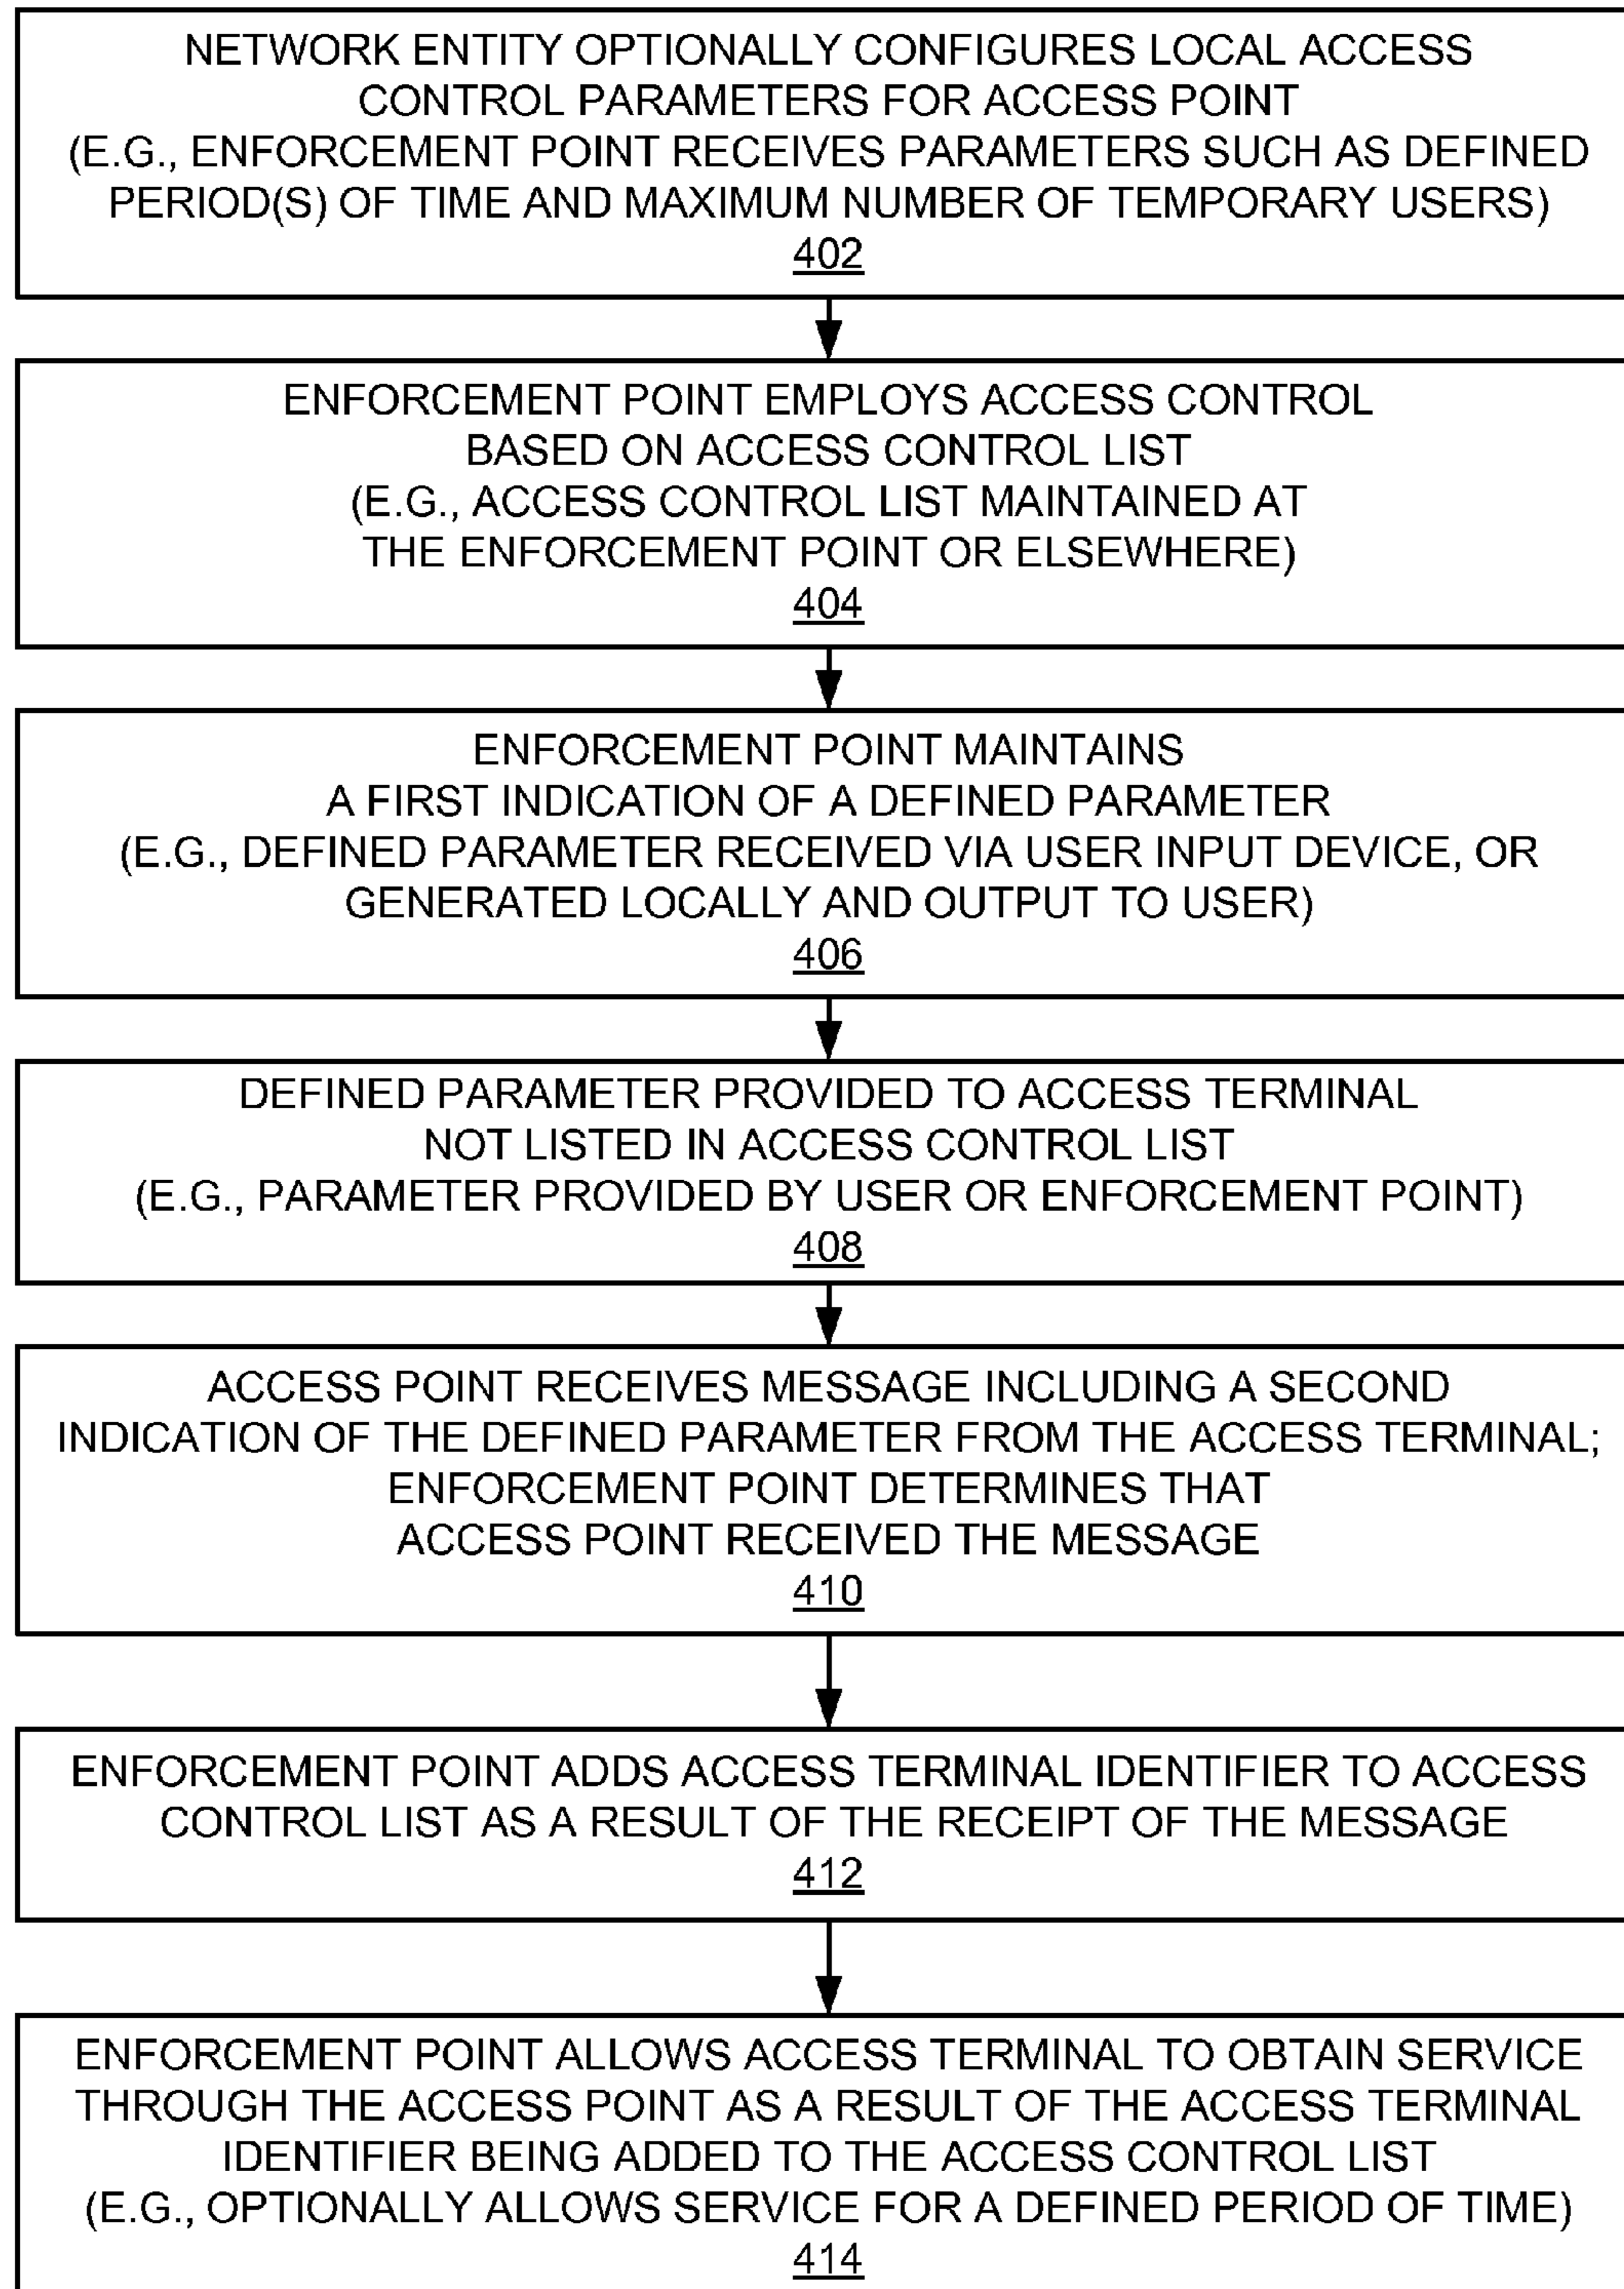 NETWORK ENTITY OPTIONALLY CONFIGURES LOCAL ACCESS
CONTROL PARAMETERS FOR ACCESS POINT
(E.G., ENFORCEMENT POINT RECEIVES PARAMETERS SUCH AS DEFINED
PERIOD(S) OF TIME AND MAXIMUM NUMBER OF TEMPORARY USERS)
402
ENFORCEMENT POINT EMPLOYS ACCESS CONTROL
BASED ON ACCESS CONTROL LIST
(E.G., ACCESS CONTROL LIST MAINTAINED AT
THE ENFORCEMENT POINT OR ELSEWHERE)
404
ENFORCEMENT POINT MAINTAINS
A FIRST INDICATION OF A DEFINED PARAMETER
(E.G., DEFINED PARAMETER RECEIVED VIA USER INPUT DEVICE, OR
GENERATED LOCALLY AND OUTPUT TO USER)
406
DEFINED PARAMETER PROVIDED TO ACCESS TERMINAL
NOT LISTED IN ACCESS CONTROL LIST
(E.G., PARAMETER PROVIDED BY USER OR ENFORCEMENT POINT)
408
ACCESS POINT RECEIVES MESSAGE INCLUDING A SECOND
INDICATION OF THE DEFINED PARAMETER FROM THE ACCESS TERMINAL;
ENFORCEMENT POINT DETERMINES THAT
ACCESS POINT RECEIVED THE MESSAGE
410
ENFORCEMENT POINT ADDS ACCESS TERMINAL IDENTIFIER TO ACCESS
CONTROL LIST AS A RESULT OF THE RECEIPT OF THE MESSAGE
412
ENFORCEMENT POINT ALLOWS ACCESS TERMINAL TO OBTAIN SERVICE
THROUGH THE ACCESS POINT AS A RESULT OF THE ACCESS TERMINAL
IDENTIFIER BEING ADDED TO THE ACCESS CONTROL LIST
(E.G., OPTIONALLY ALLOWS SERVICE FOR A DEFINED PERIOD OF TIME)
414